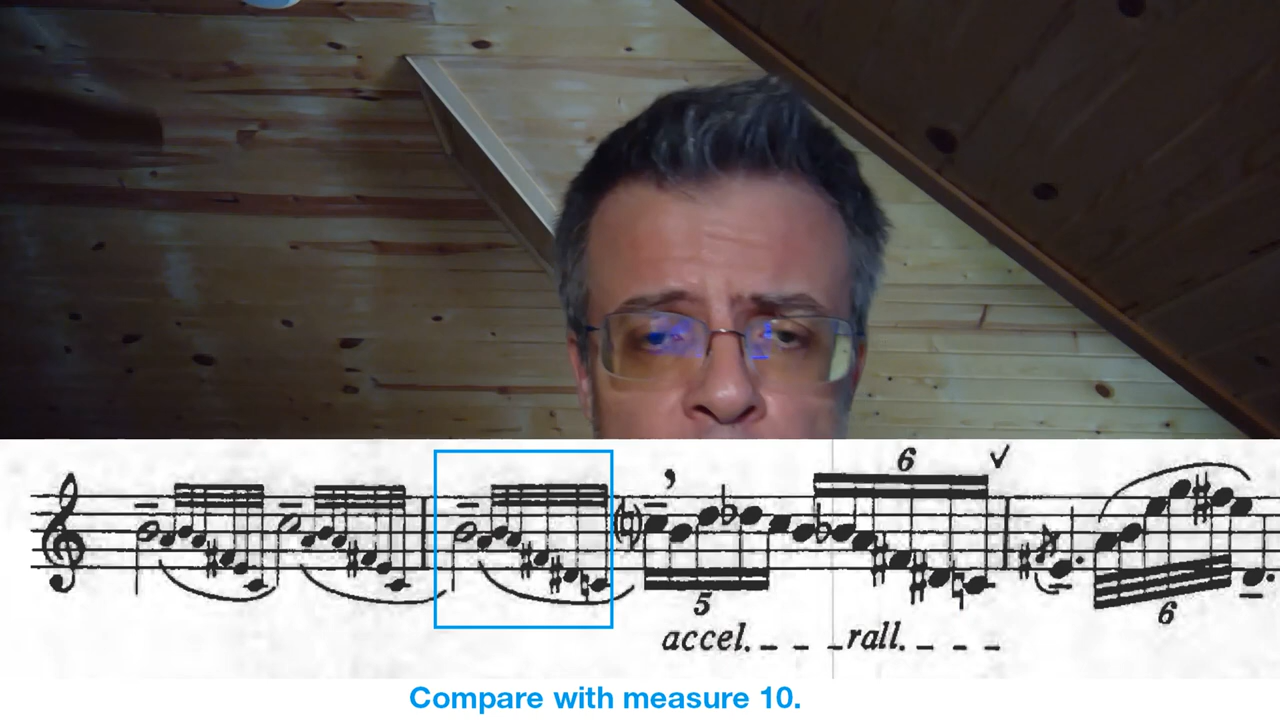 6
5
6
accel. _ _ _ rall. _ _ _
Compare with measure 10.